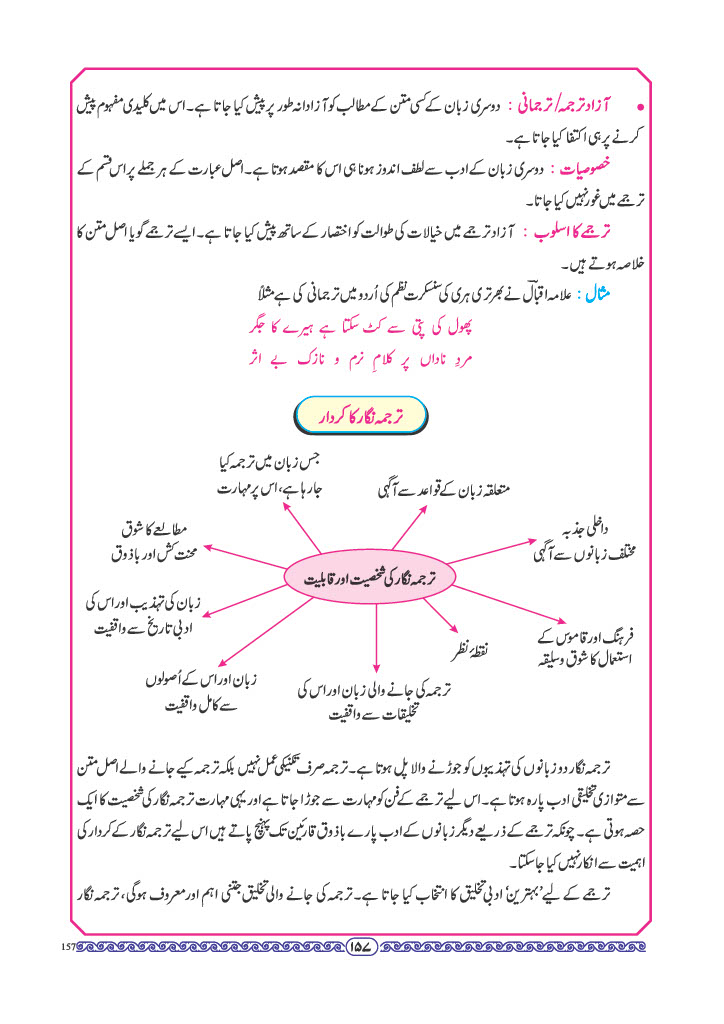 • آزاد ترجمہ/ ترجمانی : دوسری زبان کے کسی متن کے مطالب کو آزادانہ طور پر پیش کیا جاتا ہے۔ اس میں کلیدی مفہوم پیش
کرنے پر ہی اکتفا کیا جاتا ہے۔
خصوصیات : دوسری زبان کے ادب سے لطف اندوز ہونا ہی اس کا مقصد ہوتا ہے۔ اصل عبارت کے ہر جملے پر اس قسم کے
ترجمے میں غور نہیں کیا جاتا۔
ترجمے کا اسلوب : آزاد ترجمے میں خیالات کی طوالت کو اختصار کے ساتھ پیش کیا جاتا ہے۔ ایسے ترجمے گویا اصل متن کا
خلاصہ ہوتے ہیں۔
مثال : علامہ اقبالؔ نے بھرتری ہری کی سنسکرت نظم کی اُردو میں ترجمانی کی ہے مثلاً
پھول کی پتی سے کٹ سکتا ہے ہیرے کا جگر
مردِ ناداں پر کلامِ نرم و نازک بے اثر
ترجمہ نگار کا کردار
جس زبان میں ترجمہ کیا
جارہا ہے، اس پر مہارت
متعلقہ زبان کے قواعد سے آگہی
داخلی جذبہ
مختلف زبانوں سے آگہی
مطالعے کا شوق
محنت کش اور باذوق
ترجمہ نگار کی شخصیت اور قابلیت
زبان کی تہذیب اور اس کی
ادبی تاریخ سے واقفیت
فرہنگ اور قاموس کے
استعمال کا شوق وسلیقہ
نقطۂ نظر
زبان اور اس کے اُصولوں
سے کامل واقفیت
ترجمہ کی جانے والی زبان اور اس کی
تخلیقات سے واقفیت
ترجمہ نگار دو زبانوں کی تہذیبوں کو جوڑنے والا پل ہوتا ہے۔ ترجمہ صرف تکنیکی عمل نہیں بلکہ ترجمہ کیے جانے والے اصل متن
سے متوازی تخلیقی ادب پارہ ہوتا ہے۔ اس لیے ترجمے کے فن کو مہارت سے جوڑا جاتا ہے اور یہی مہارت ترجمہ نگار کی شخصیت کا ایک
حصہ ہوتی ہے۔ چونکہ ترجمے کے ذریعے دیگر زبانوں کے ادب پارے باذوق قارئین تک پہنچ پاتے ہیں اس لیے ترجمہ نگار کے کردار کی
اہمیت سے انکار نہیں کیا جاسکتا۔
ترجمے کے لیے ’بہترین‘ ادبی تخلیق کا انتخاب کیا جاتا ہے۔ ترجمہ کی جانے والی تخلیق جتنی اہم اور معروف ہوگی، ترجمہ نگار
۱۵۷
157